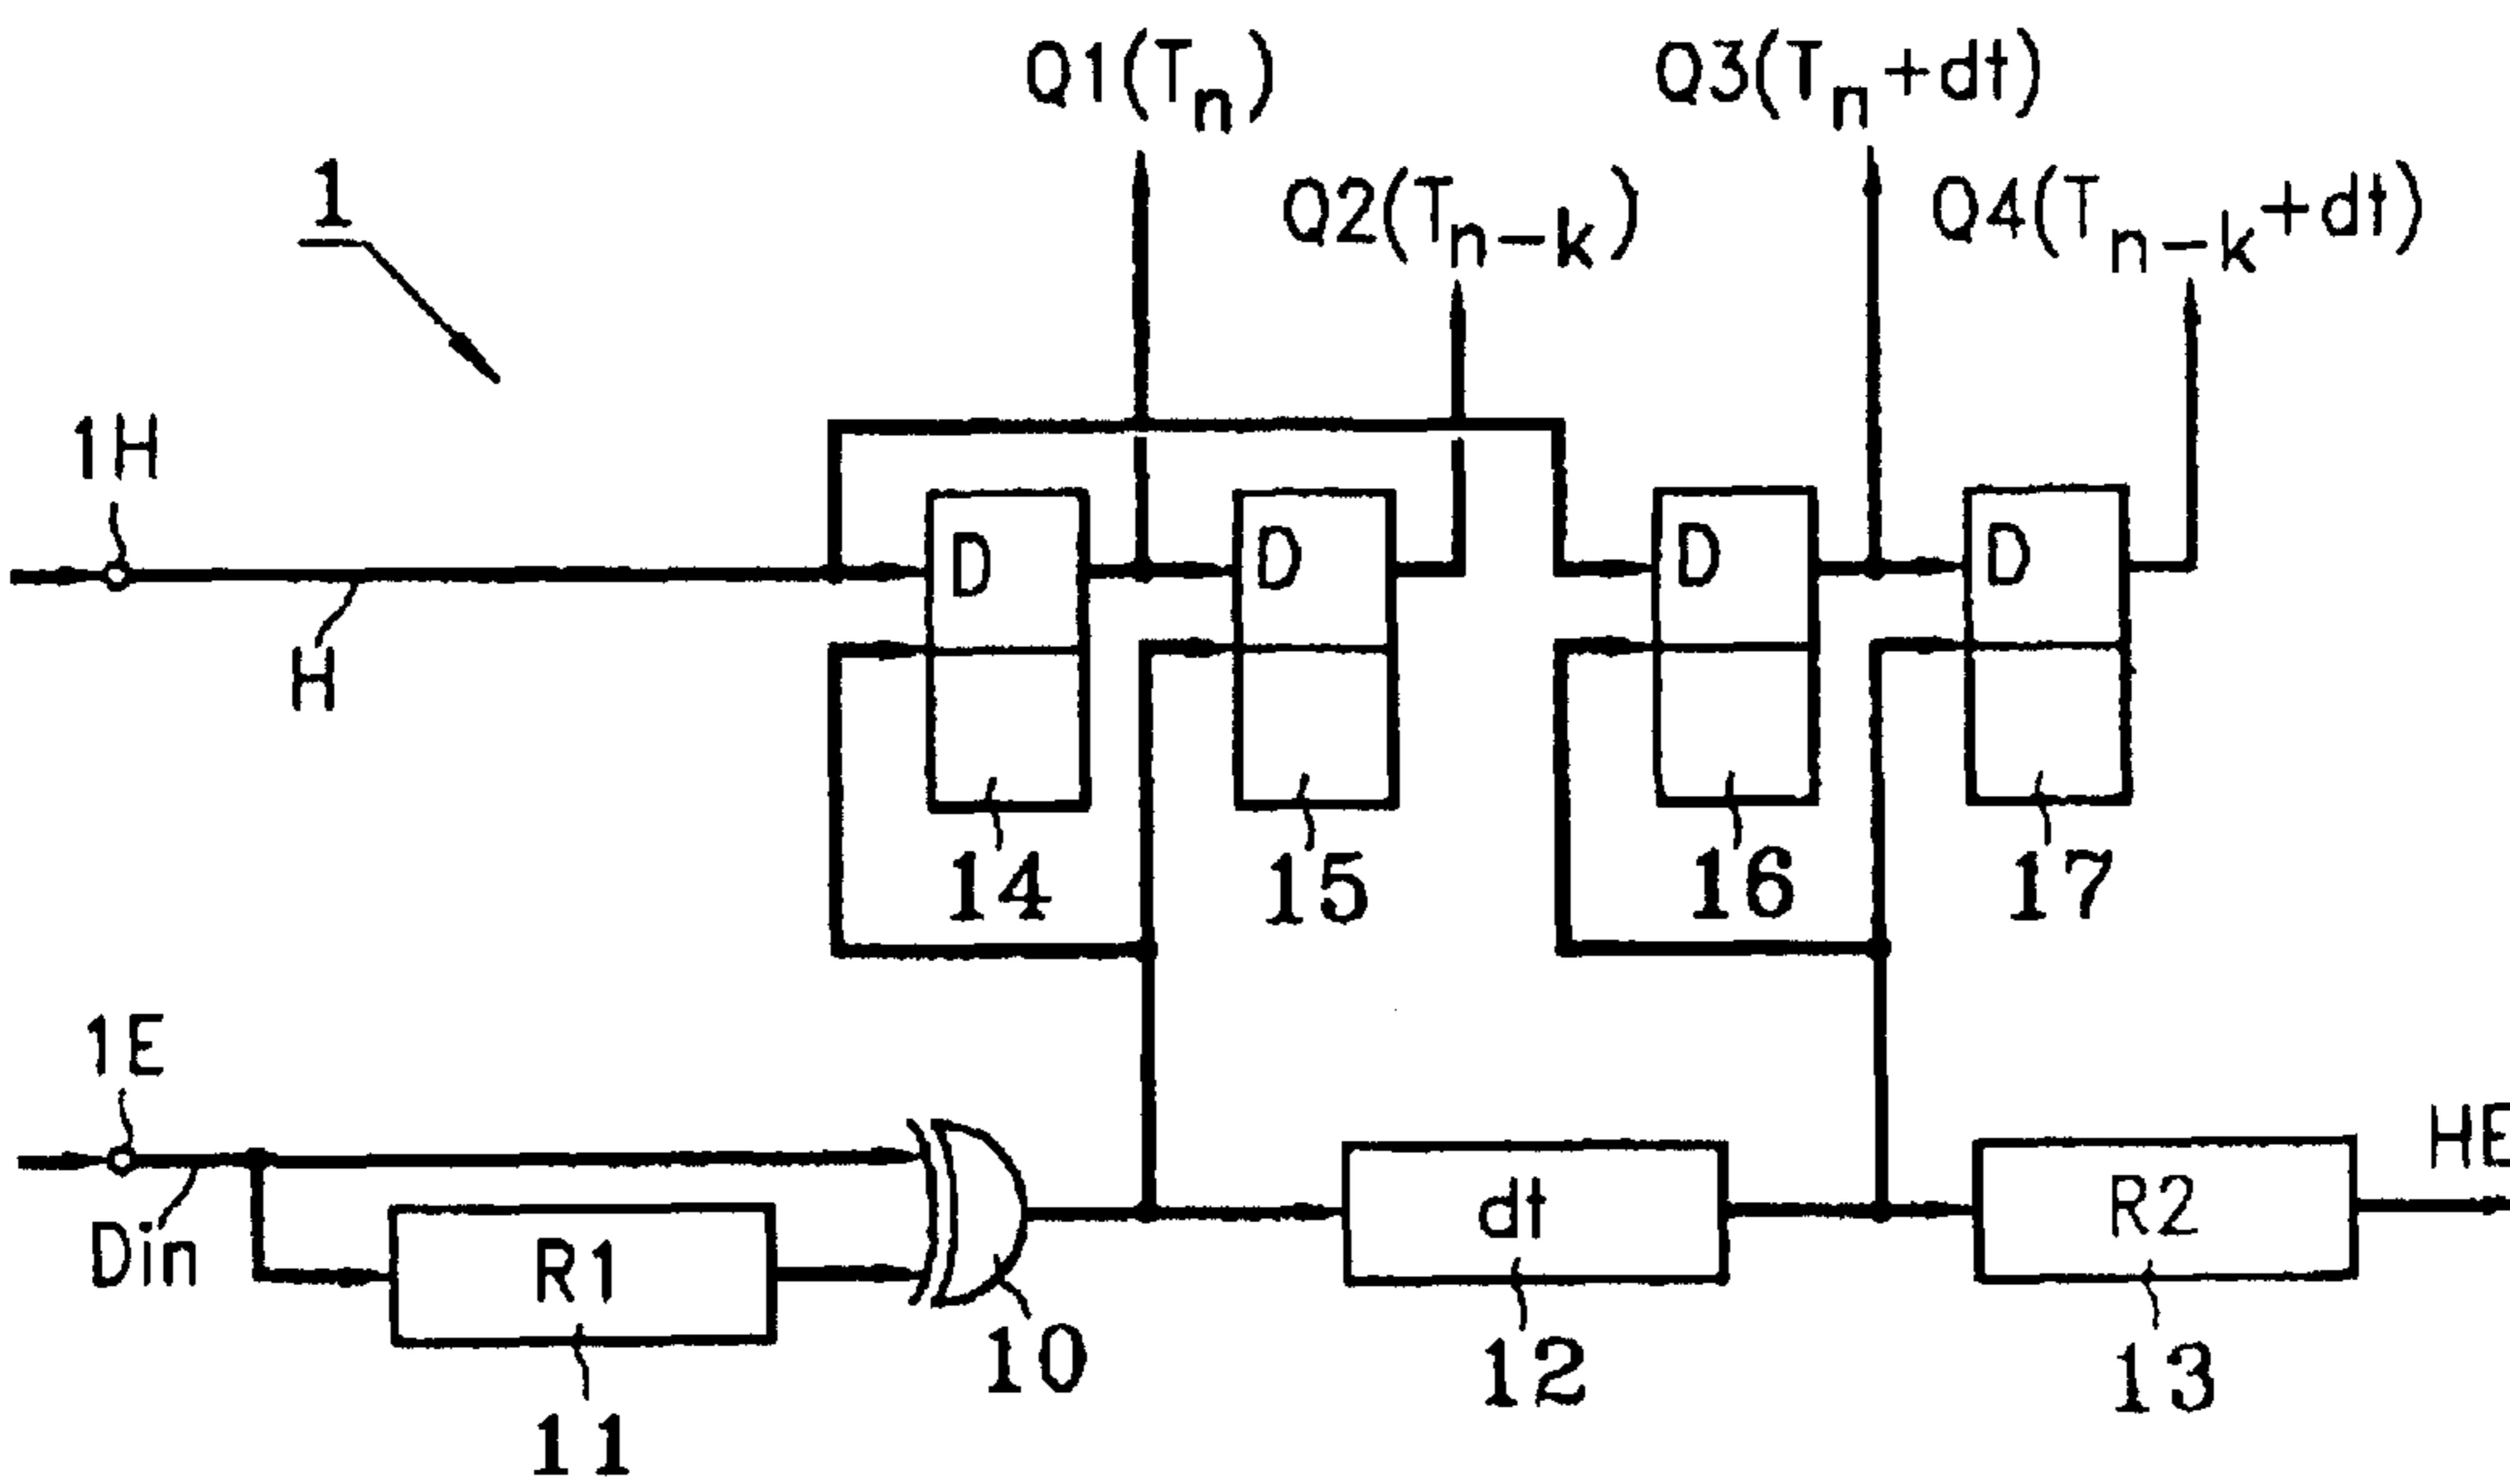 Q1(Tn) Q3(Tn+dt)
1 Q2(Tn-k) Q4(Tn-k+dt)
1H
D D D D
H
14 15 16 17
1E
HE
Din R1 dt R2
10 12 13
11